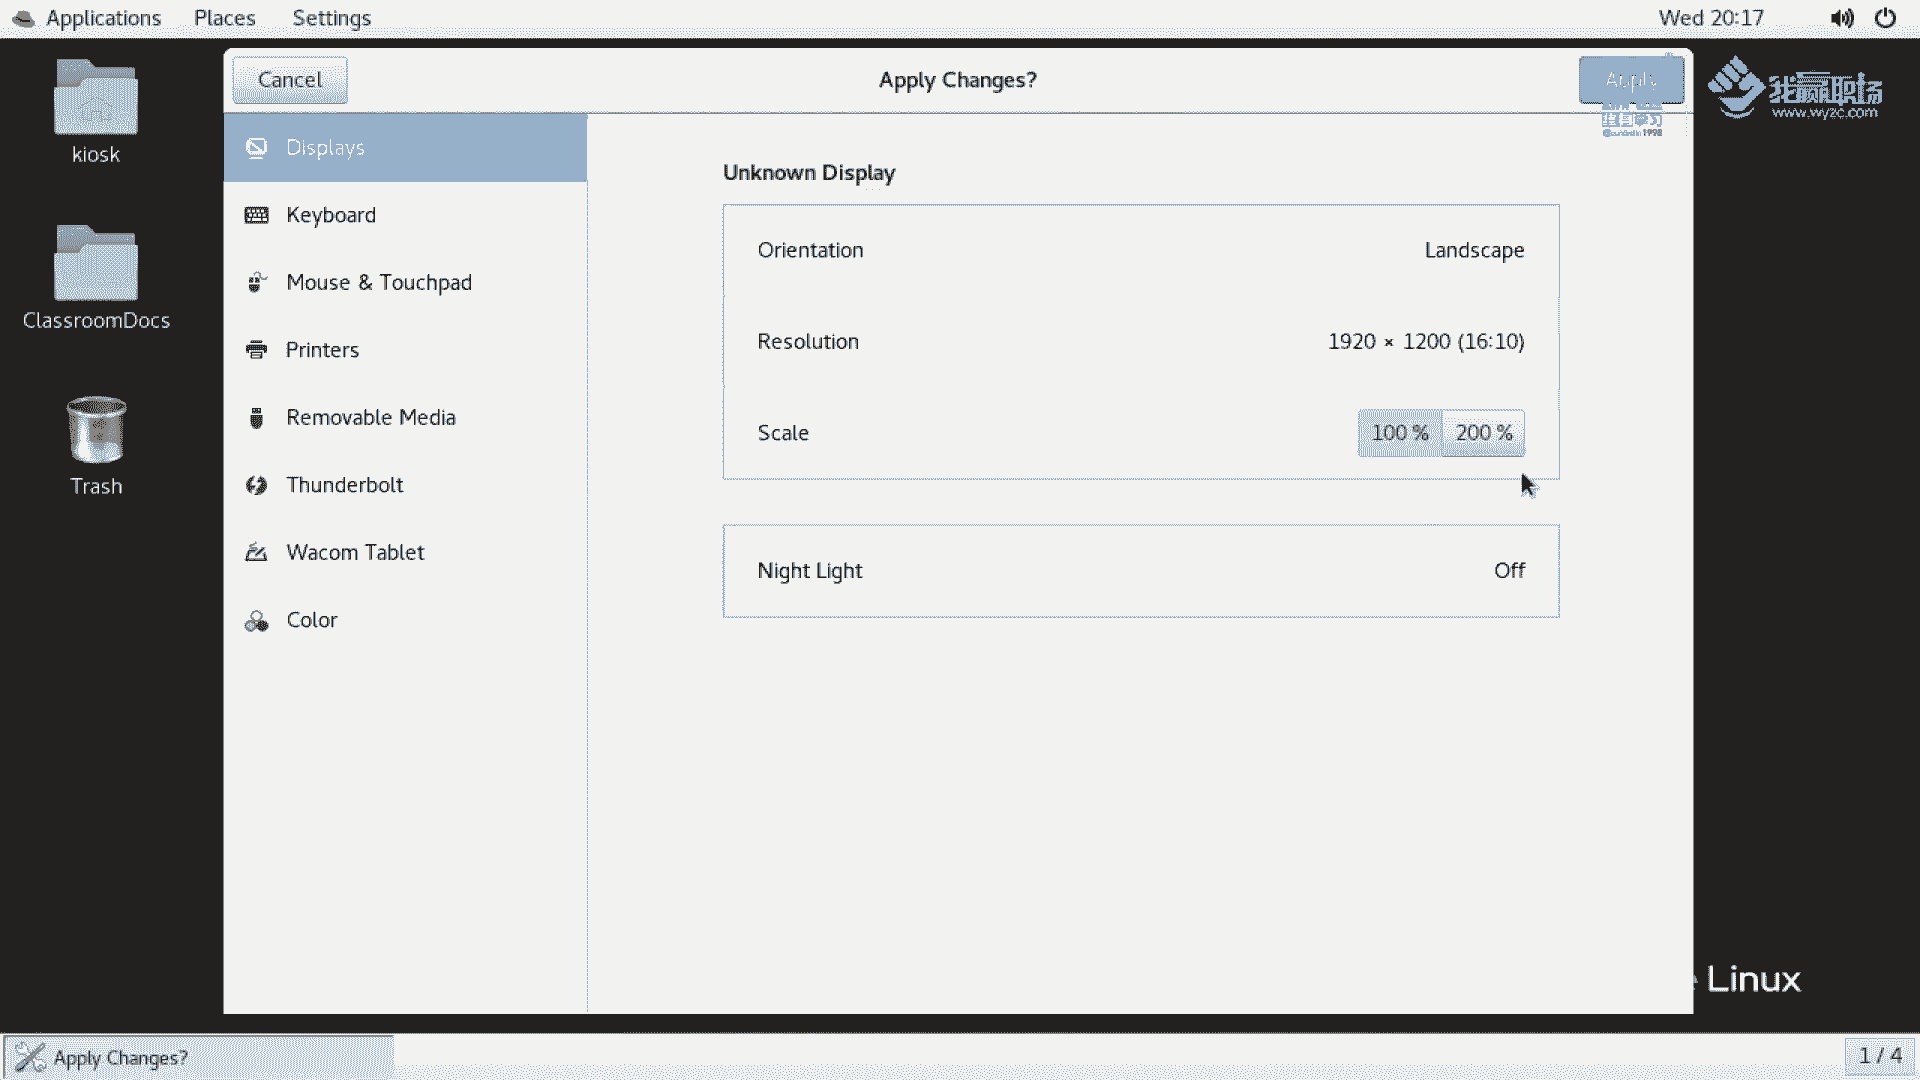 Applications Places Settings Wed 20:17
Cancel Apply Changes? Apply
我赢职场
www.wyzc.com
kiosk
ClassroomDocs
Trash
Displays
Keyboard
Mouse & Touchpad
Printers
Removable Media
Thunderbolt
Wacom Tablet
Color
Unknown Display
Orientation Landscape
Resolution 1920 × 1200 (16:10)
Scale 100 % 200 %
Night Light Off
Linux
Apply Changes? 1 / 4